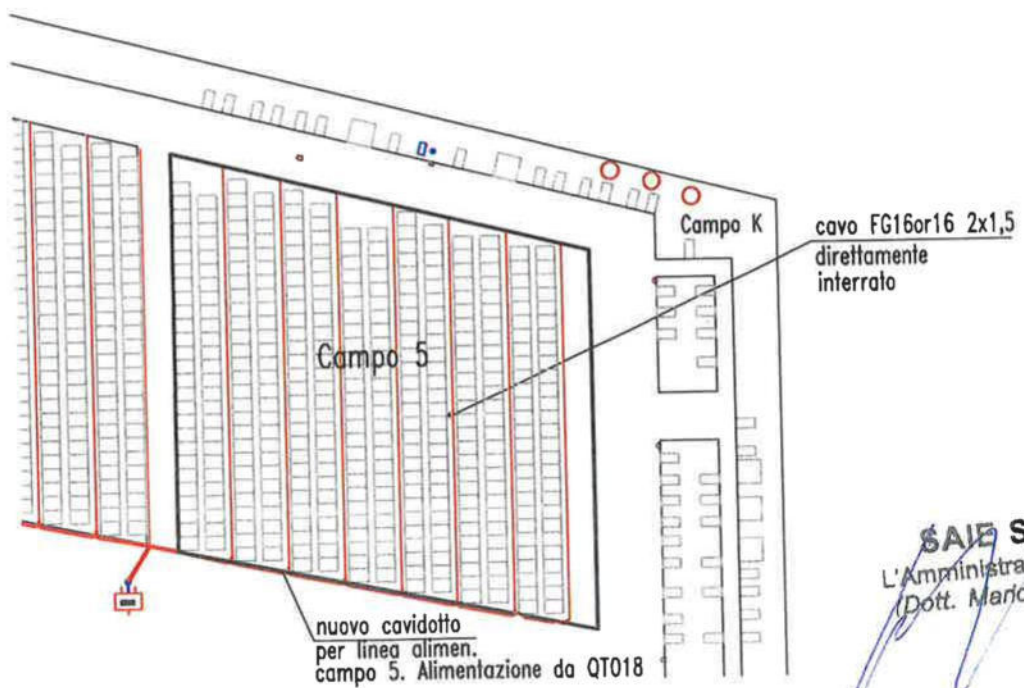 Campo K
cavo FG16or16 2x1,5
direttamente
interrato
Campo 5
SAIE S
L'Amministra
(Dott. Mario
nuovo cavidotto
per linea alimen.
campo 5. Alimentazione da QT018